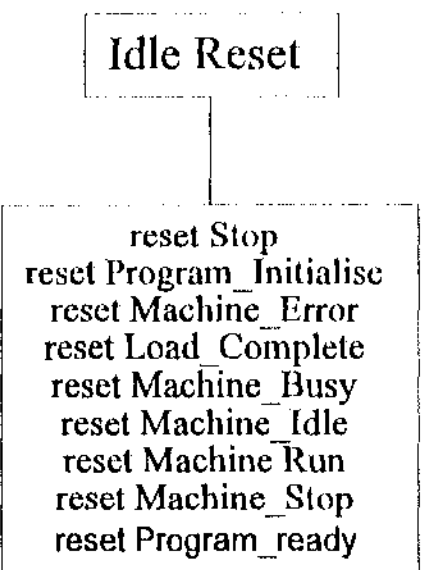 Idle Reset
reset Stop
reset Program_Initialise
reset Machine_Error
reset Load_Complete
reset Machine_Busy
reset Machine_Idle
reset Machine Run
reset Machine_Stop
reset Program_ready